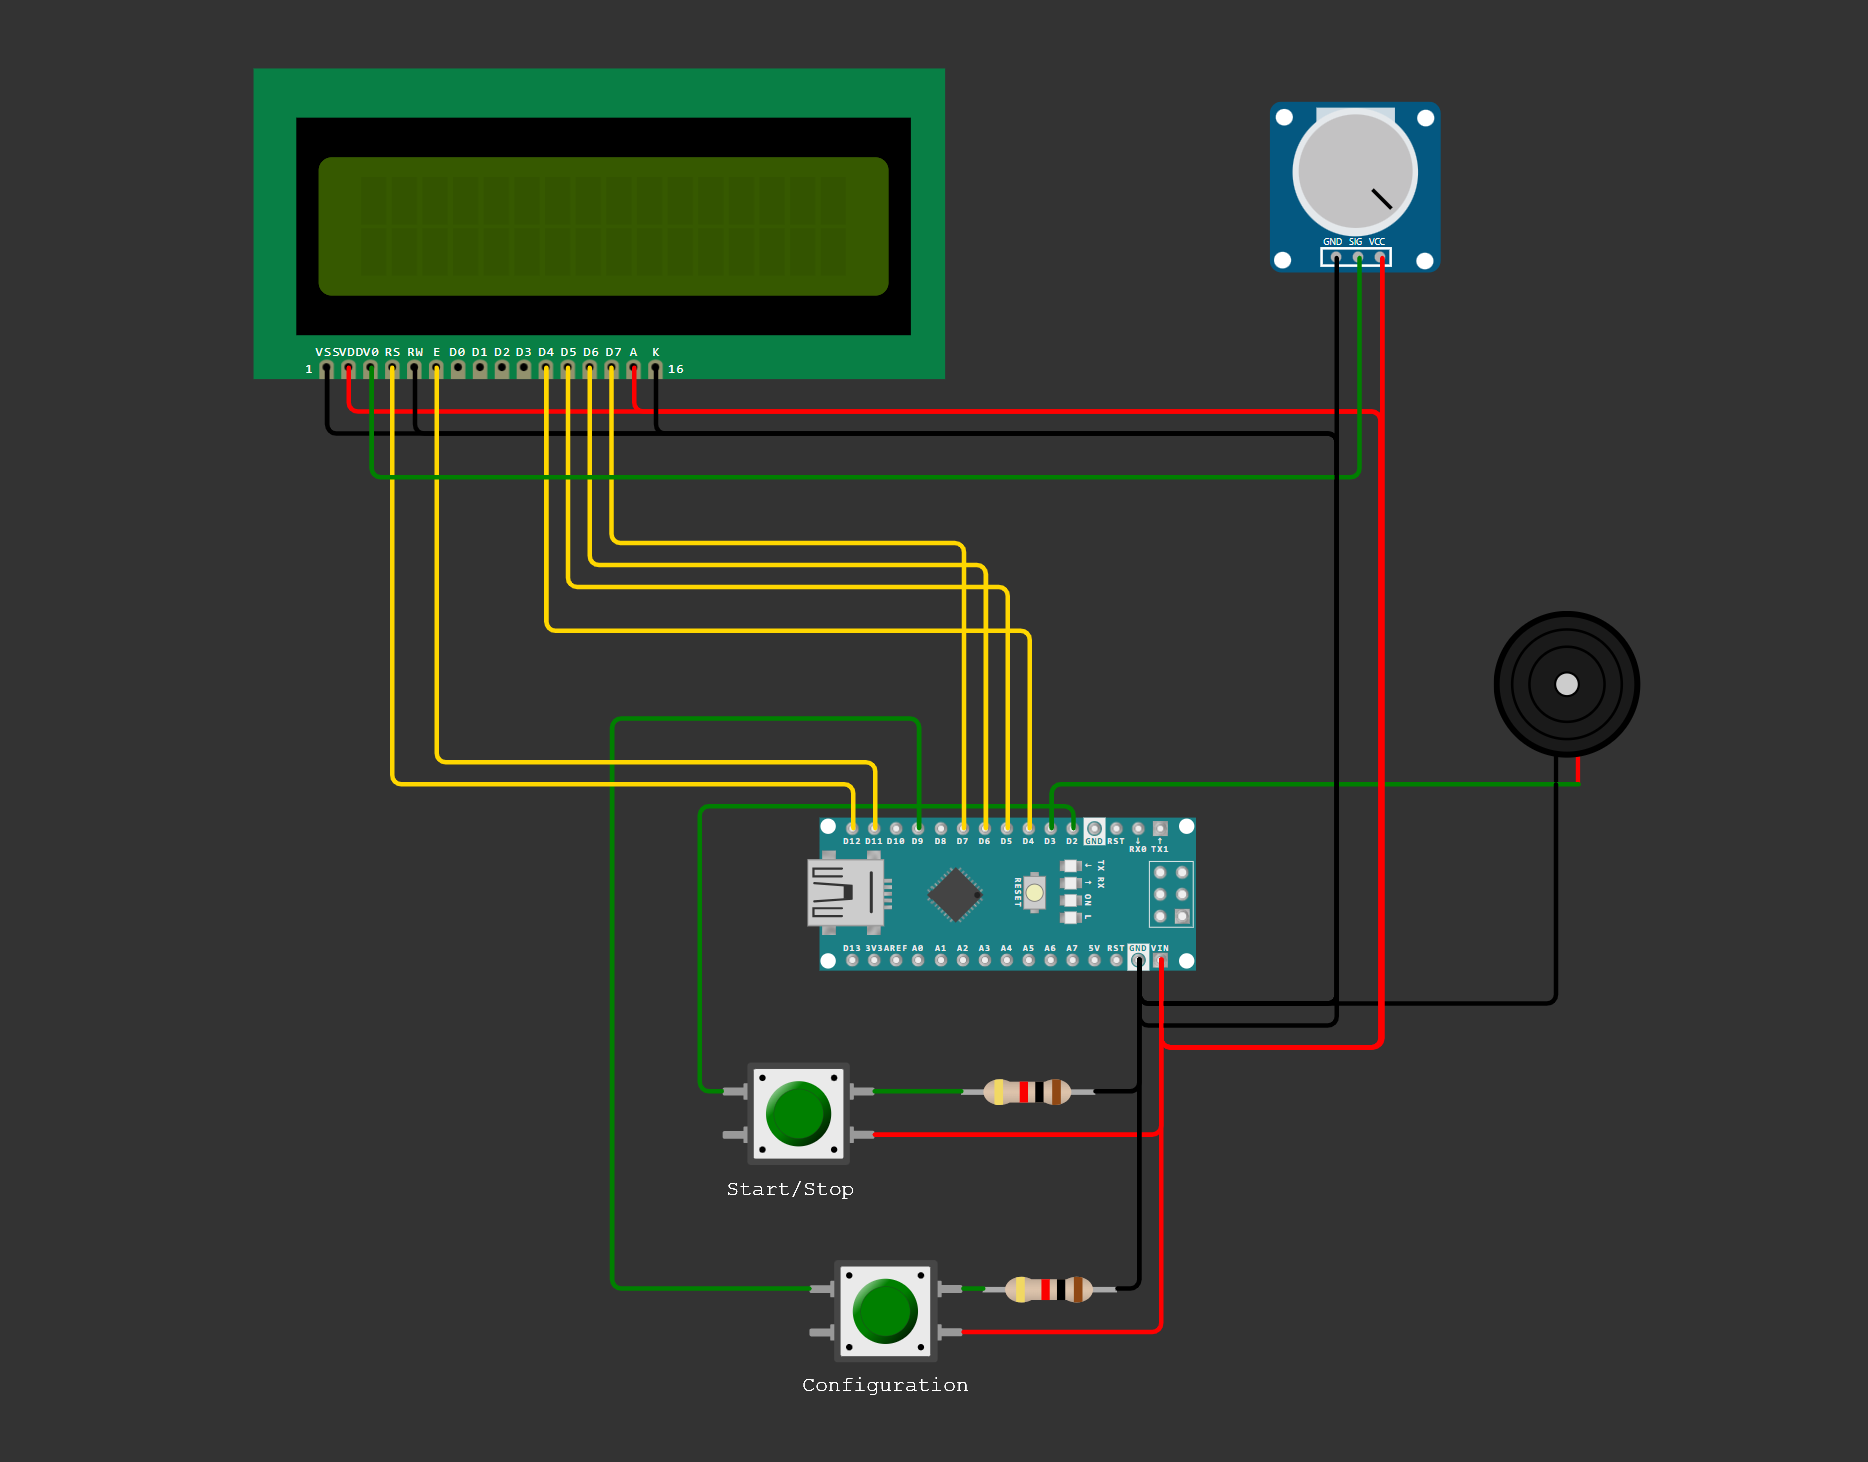 GND SIG VCC
VSS VDD V0 RS RW E D0 D1 D2 D3 D4 D5 D6 D7 A K
1 16
D12 D11 D10 D9 D8 D7 D6 D5 D4 D3 D2 GND RST
↓ ↑
RX0 TX1
RESET
← TX
→ RX
ON
L
D13 3V3 AREF A0 A1 A2 A3 A4 A5 A6 A7 5V RST GND VIN
Start/Stop
Configuration